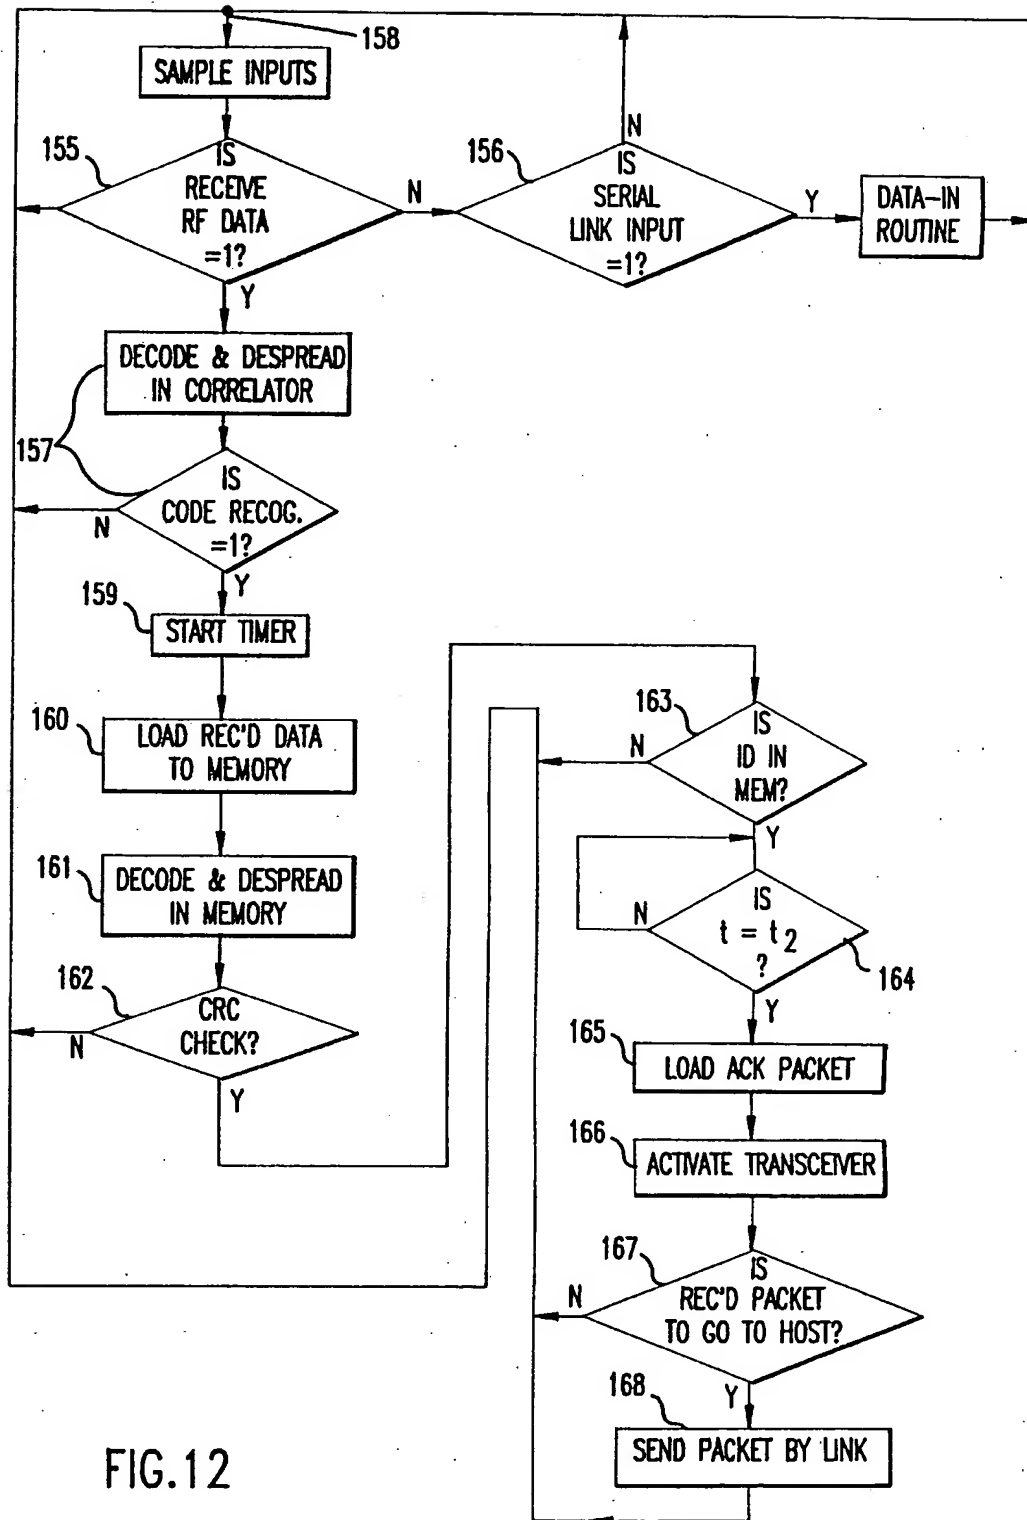 158
SAMPLE INPUTS
155
IS
RECEIVE
RF DATA
=1?
N
Y
156
IS
SERIAL
LINK INPUT
=1?
N
Y
DATA-IN
ROUTINE
DECODE & DESPREAD
IN CORRELATOR
157
IS
CODE RECOG.
=1?
N
Y
159
START TIMER
160
LOAD REC'D DATA
TO MEMORY
161
DECODE & DESPREAD
IN MEMORY
162
CRC
CHECK?
N
Y
163
IS
ID IN
MEM?
N
Y
IS
t = t2
?
N
164
Y
165
LOAD ACK PACKET
166
ACTIVATE TRANSCEIVER
167
IS
REC'D PACKET
TO GO TO HOST?
N
Y
168
SEND PACKET BY LINK
FIG.12